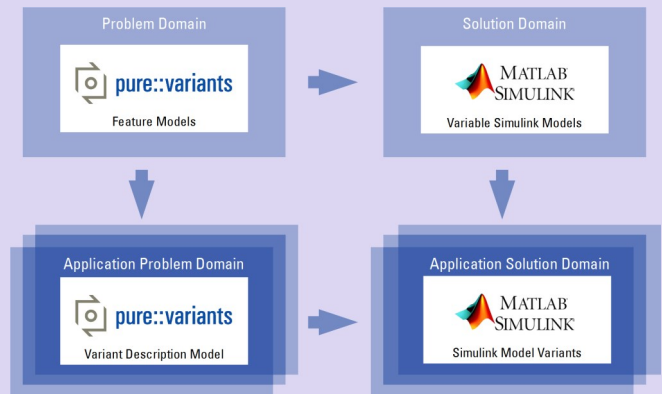 Problem Domain
pure::variants
Feature Models
Solution Domain
MATLAB
SIMULINK
Variable Simulink Models
Application Problem Domain
pure::variants
Variant Description Model
Application Solution Domain
MATLAB
SIMULINK
Simulink Model Variants